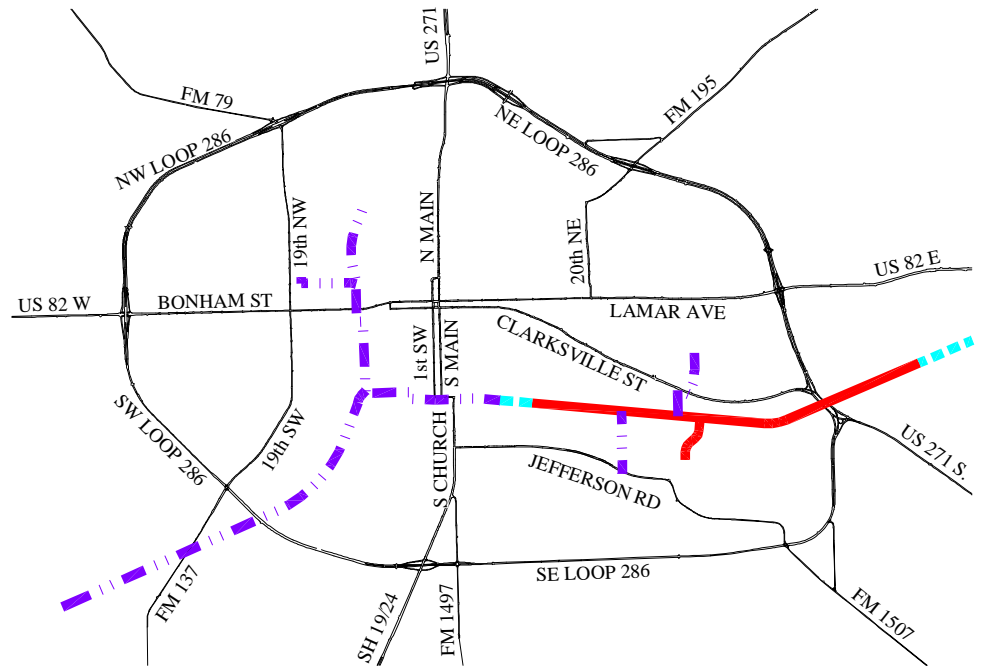 US 271
FM 79
FM 195
NE LOOP 286
NW LOOP 286
19th NW
N MAIN
20th NE
US 82 E
US 82 W
BONHAM ST
LAMAR AVE
CLARKSVILLE ST
1st SW
S MAIN
SW LOOP 286
19th SW
S CHURCH
JEFFERSON RD
US 271 S.
SE LOOP 286
FM 137
SH 19/24
FM 1497
FM 1507